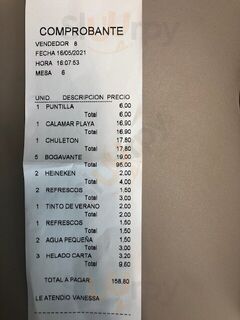 COMPROBANTE
VENDEDOR 8
FECHA 16/05/2021
HORA 16:07:53
MESA 6
UNID DESCRIPCION PRECIO
1 PUNTILLA 6,00
Total 6,00
1 CALAMAR PLAYA 16,90
Total 16,90
1 CHULETON 17,80
Total 17,80
5 BOGAVANTE 19,00
Total 95,00
2 HEINEKEN 2,00
Total 4,00
2 REFRESCOS 1,50
Total 3,00
1 TINTO DE VERANO 2,00
Total 2,00
1 REFRESCOS 1,50
Total 1,50
2 AGUA PEQUEÑA 1,50
Total 3,00
3 HELADO CARTA 3,20
Total 9,60
TOTAL A PAGAR 158,80
LE ATENDIO VANESSA